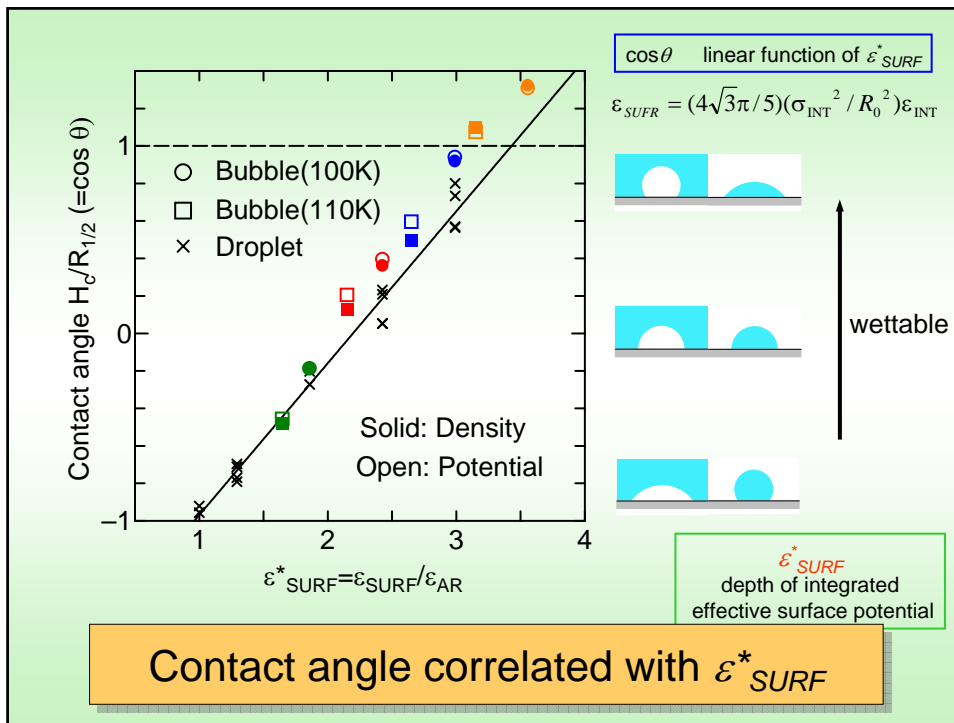 cosθ linear function of ε*SURF
εSUFR = (4√3π/5)(σINT²/R₀²)εINT
Contact angle Hc/R1/2 (=cos θ)
1
0
−1
Bubble(100K)
Bubble(110K)
Droplet
Solid: Density
Open: Potential
1 2 3 4
ε*SURF=εSURF/εAR
wettable
ε*SURF
depth of integrated
effective surface potential
Contact angle correlated with ε*SURF